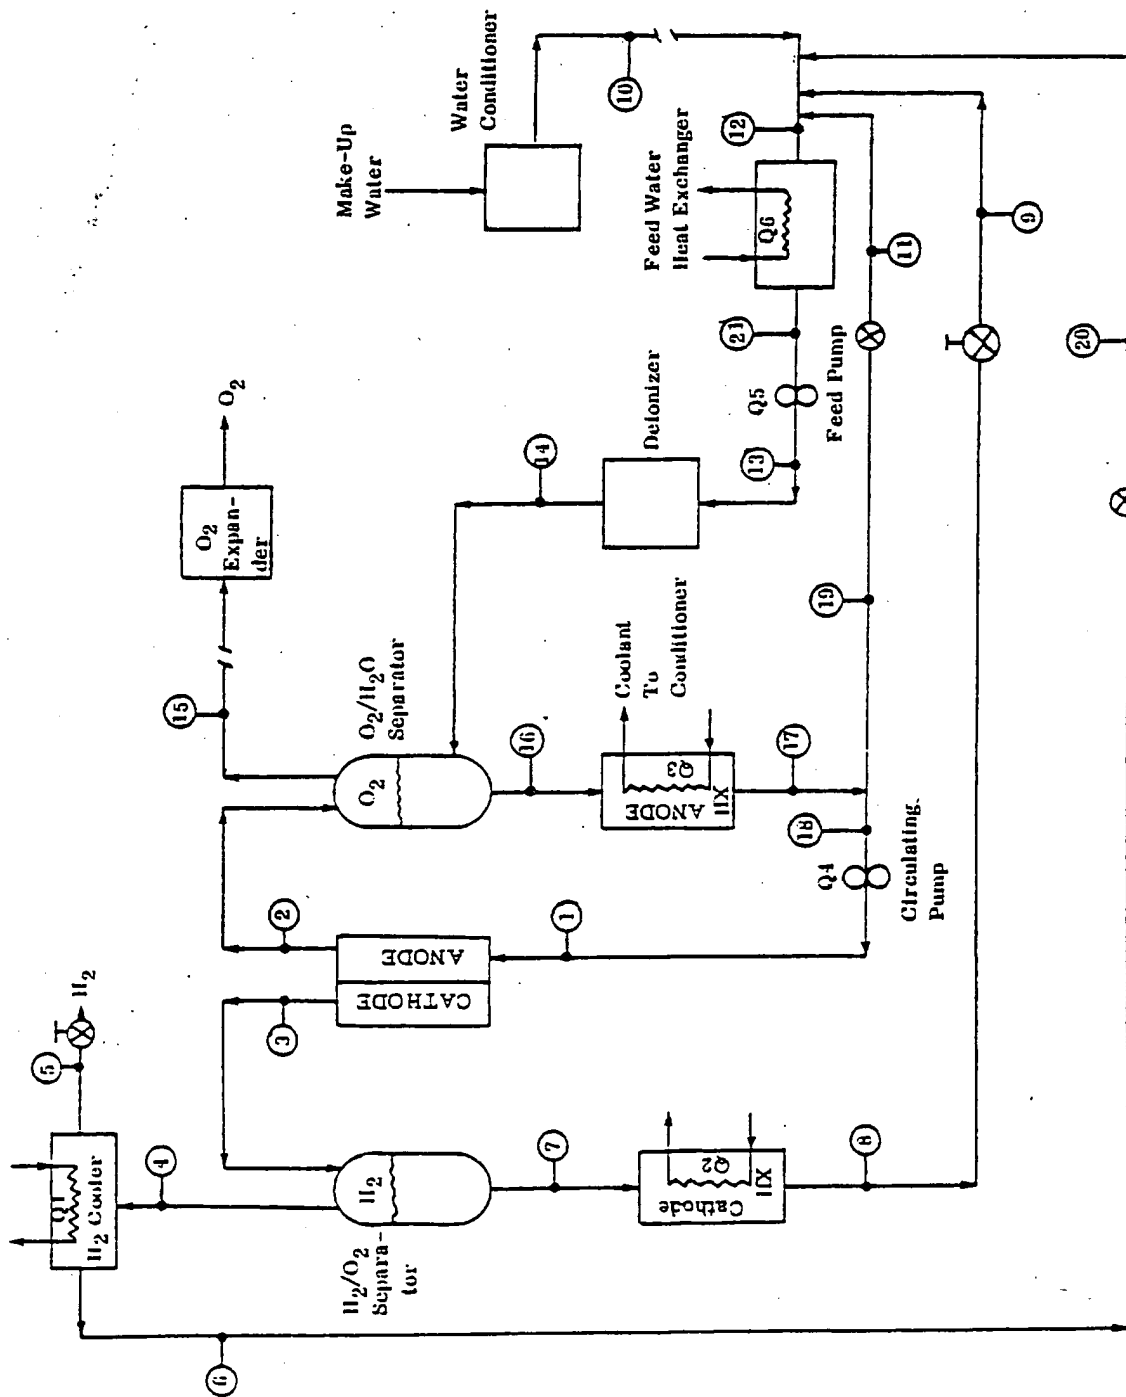 Make-Up
Water
Water
Conditioner
10
Feed Water
Heat Exchanger
Q6
12
21
Q5
Feed Pump
11
9
20
O2
O2
Expan-
der
14
Deionizer
13
19
15
O2/H2O
Separator
O2
16
Coolant
To
Conditioner
ANODE
HX
Q3
17
18
Q4
Circulating
Pump
2
ANODE
CATHODE
3
1
H2
5
Q1
H2 Cooler
4
H2
H2/O2
Separa-
tor
7
Cathode
HX
Q2
8
6